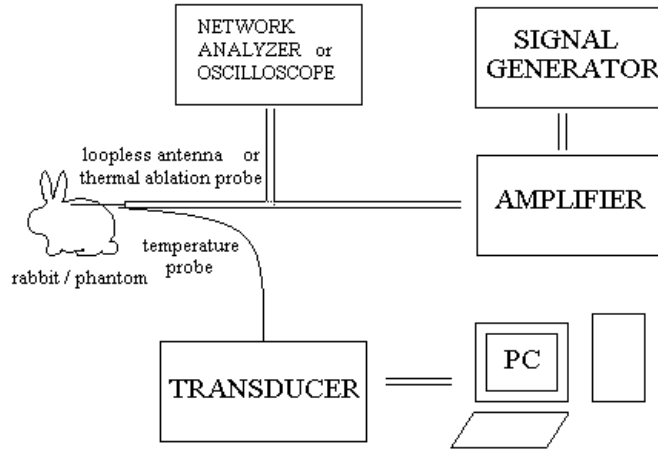 NETWORK
ANALYZER or
OSCILLOSCOPE
SIGNAL
GENERATOR
loopless antenna or
thermal ablation probe
AMPLIFIER
temperature
probe
rabbit / phantom
TRANSDUCER
PC